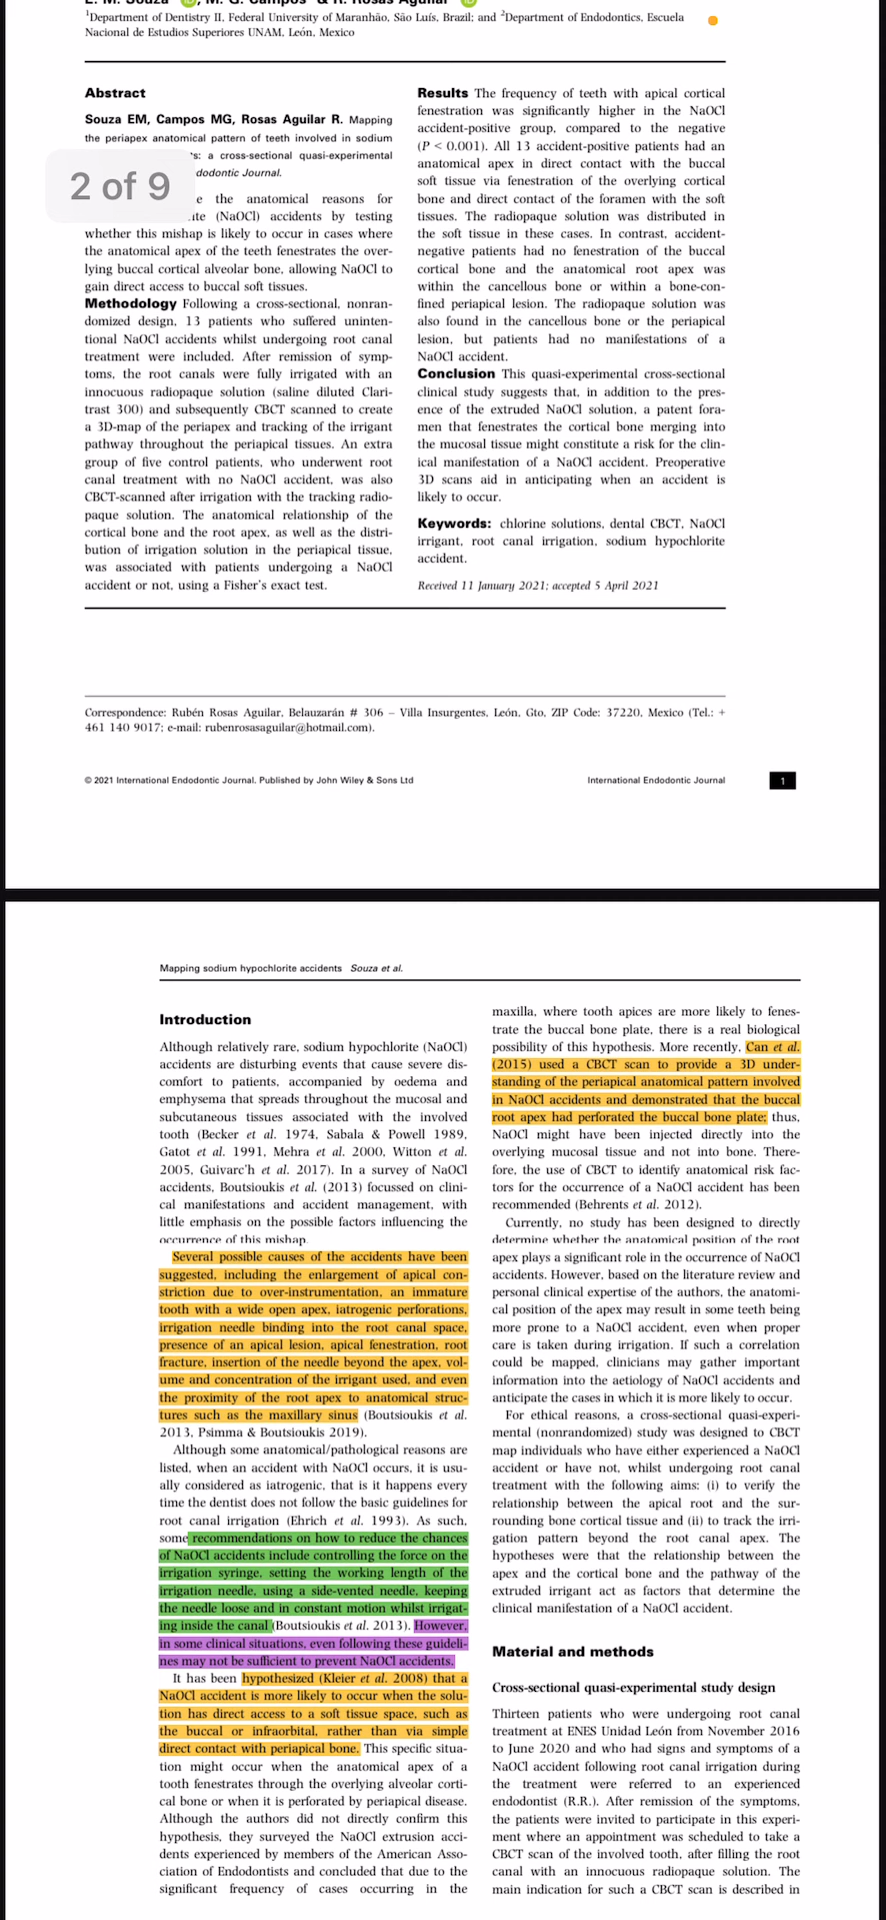 E. M. Souza, M. G. Campos & R. Rosas Aguilar
1Department of Dentistry II, Federal University of Maranhão, São Luís, Brazil; and 2Department of Endodontics, Escuela
Nacional de Estudios Superiores UNAM, León, Mexico
Abstract
Souza EM, Campos MG, Rosas Aguilar R. Mapping
the periapex anatomical pattern of teeth involved in sodium
s: a cross-sectional quasi-experimental
dodontic Journal.
2 of 9
e the anatomical reasons for
ite (NaOCl) accidents by testing
whether this mishap is likely to occur in cases where
the anatomical apex of the teeth fenestrates the over-
lying buccal cortical alveolar bone, allowing NaOCl to
gain direct access to buccal soft tissues.
Methodology Following a cross-sectional, nonran-
domized design, 13 patients who suffered uninten-
tional NaOCl accidents whilst undergoing root canal
treatment were included. After remission of symp-
toms, the root canals were fully irrigated with an
innocuous radiopaque solution (saline diluted Clari-
trast 300) and subsequently CBCT scanned to create
a 3D-map of the periapex and tracking of the irrigant
pathway throughout the periapical tissues. An extra
group of five control patients, who underwent root
canal treatment with no NaOCl accident, was also
CBCT-scanned after irrigation with the tracking radio-
paque solution. The anatomical relationship of the
cortical bone and the root apex, as well as the distri-
bution of irrigation solution in the periapical tissue,
was associated with patients undergoing a NaOCl
accident or not, using a Fisher's exact test.
Results The frequency of teeth with apical cortical
fenestration was significantly higher in the NaOCl
accident-positive group, compared to the negative
(P < 0.001). All 13 accident-positive patients had an
anatomical apex in direct contact with the buccal
soft tissue via fenestration of the overlying cortical
bone and direct contact of the foramen with the soft
tissues. The radiopaque solution was distributed in
the soft tissue in these cases. In contrast, accident-
negative patients had no fenestration of the buccal
cortical bone and the anatomical root apex was
within the cancellous bone or within a bone-con-
fined periapical lesion. The radiopaque solution was
also found in the cancellous bone or the periapical
lesion, but patients had no manifestations of a
NaOCl accident.
Conclusion This quasi-experimental cross-sectional
clinical study suggests that, in addition to the pres-
ence of the extruded NaOCl solution, a patent fora-
men that fenestrates the cortical bone merging into
the mucosal tissue might constitute a risk for the clin-
ical manifestation of a NaOCl accident. Preoperative
3D scans aid in anticipating when an accident is
likely to occur.
Keywords: chlorine solutions, dental CBCT, NaOCl
irrigant, root canal irrigation, sodium hypochlorite
accident.
Received 11 January 2021; accepted 5 April 2021
Correspondence: Rubén Rosas Aguilar, Belauzarán # 306 – Villa Insurgentes, León, Gto, ZIP Code: 37220, Mexico (Tel.: +
461 140 9017; e-mail: rubenrosasaguilar@hotmail.com).
© 2021 International Endodontic Journal. Published by John Wiley & Sons Ltd
International Endodontic Journal
1
Mapping sodium hypochlorite accidents Souza et al.
Introduction
Although relatively rare, sodium hypochlorite (NaOCl)
accidents are disturbing events that cause severe dis-
comfort to patients, accompanied by oedema and
emphysema that spreads throughout the mucosal and
subcutaneous tissues associated with the involved
tooth (Becker et al. 1974, Sabala & Powell 1989,
Gatot et al. 1991, Mehra et al. 2000, Witton et al.
2005, Guivarc'h et al. 2017). In a survey of NaOCl
accidents, Boutsioukis et al. (2013) focussed on clini-
cal manifestations and accident management, with
little emphasis on the possible factors influencing the
occurrence of this mishap.
Several possible causes of the accidents have been
suggested, including the enlargement of apical con-
striction due to over-instrumentation, an immature
tooth with a wide open apex, iatrogenic perforations,
irrigation needle binding into the root canal space,
presence of an apical lesion, apical fenestration, root
fracture, insertion of the needle beyond the apex, vol-
ume and concentration of the irrigant used, and even
the proximity of the root apex to anatomical struc-
tures such as the maxillary sinus (Boutsioukis et al.
2013, Psimma & Boutsioukis 2019).
Although some anatomical/pathological reasons are
listed, when an accident with NaOCl occurs, it is usu-
ally considered as iatrogenic, that is it happens every
time the dentist does not follow the basic guidelines for
root canal irrigation (Ehrich et al. 1993). As such,
some recommendations on how to reduce the chances
of NaOCl accidents include controlling the force on the
irrigation syringe, setting the working length of the
irrigation needle, using a side-vented needle, keeping
the needle loose and in constant motion whilst irrigat-
ing inside the canal (Boutsioukis et al. 2013). However,
in some clinical situations, even following these guideli-
nes may not be sufficient to prevent NaOCl accidents.
It has been hypothesized (Kleier et al. 2008) that a
NaOCl accident is more likely to occur when the solu-
tion has direct access to a soft tissue space, such as
the buccal or infraorbital, rather than via simple
direct contact with periapical bone. This specific situa-
tion might occur when the anatomical apex of a
tooth fenestrates through the overlying alveolar corti-
cal bone or when it is perforated by periapical disease.
Although the authors did not directly confirm this
hypothesis, they surveyed the NaOCl extrusion acci-
dents experienced by members of the American Asso-
ciation of Endodontists and concluded that due to the
significant frequency of cases occurring in the
maxilla, where tooth apices are more likely to fenes-
trate the buccal bone plate, there is a real biological
possibility of this hypothesis. More recently, Can et al.
(2015) used a CBCT scan to provide a 3D under-
standing of the periapical anatomical pattern involved
in NaOCl accidents and demonstrated that the buccal
root apex had perforated the buccal bone plate; thus,
NaOCl might have been injected directly into the
overlying mucosal tissue and not into bone. There-
fore, the use of CBCT to identify anatomical risk fac-
tors for the occurrence of a NaOCl accident has been
recommended (Behrents et al. 2012).
Currently, no study has been designed to directly
determine whether the anatomical position of the root
apex plays a significant role in the occurrence of NaOCl
accidents. However, based on the literature review and
personal clinical expertise of the authors, the anatomi-
cal position of the apex may result in some teeth being
more prone to a NaOCl accident, even when proper
care is taken during irrigation. If such a correlation
could be mapped, clinicians may gather important
information into the aetiology of NaOCl accidents and
anticipate the cases in which it is more likely to occur.
For ethical reasons, a cross-sectional quasi-experi-
mental (nonrandomized) study was designed to CBCT
map individuals who have either experienced a NaOCl
accident or have not, whilst undergoing root canal
treatment with the following aims: (i) to verify the
relationship between the apical root and the sur-
rounding bone cortical tissue and (ii) to track the irri-
gation pattern beyond the root canal apex. The
hypotheses were that the relationship between the
apex and the cortical bone and the pathway of the
extruded irrigant act as factors that determine the
clinical manifestation of a NaOCl accident.
Material and methods
Cross-sectional quasi-experimental study design
Thirteen patients who were undergoing root canal
treatment at ENES Unidad León from November 2016
to June 2020 and who had signs and symptoms of a
NaOCl accident following root canal irrigation during
the treatment were referred to an experienced
endodontist (R.R.). After remission of the symptoms,
the patients were invited to participate in this experi-
ment where an appointment was scheduled to take a
CBCT scan of the involved tooth, after filling the root
canal with an innocuous radiopaque solution. The
main indication for such a CBCT scan is described in